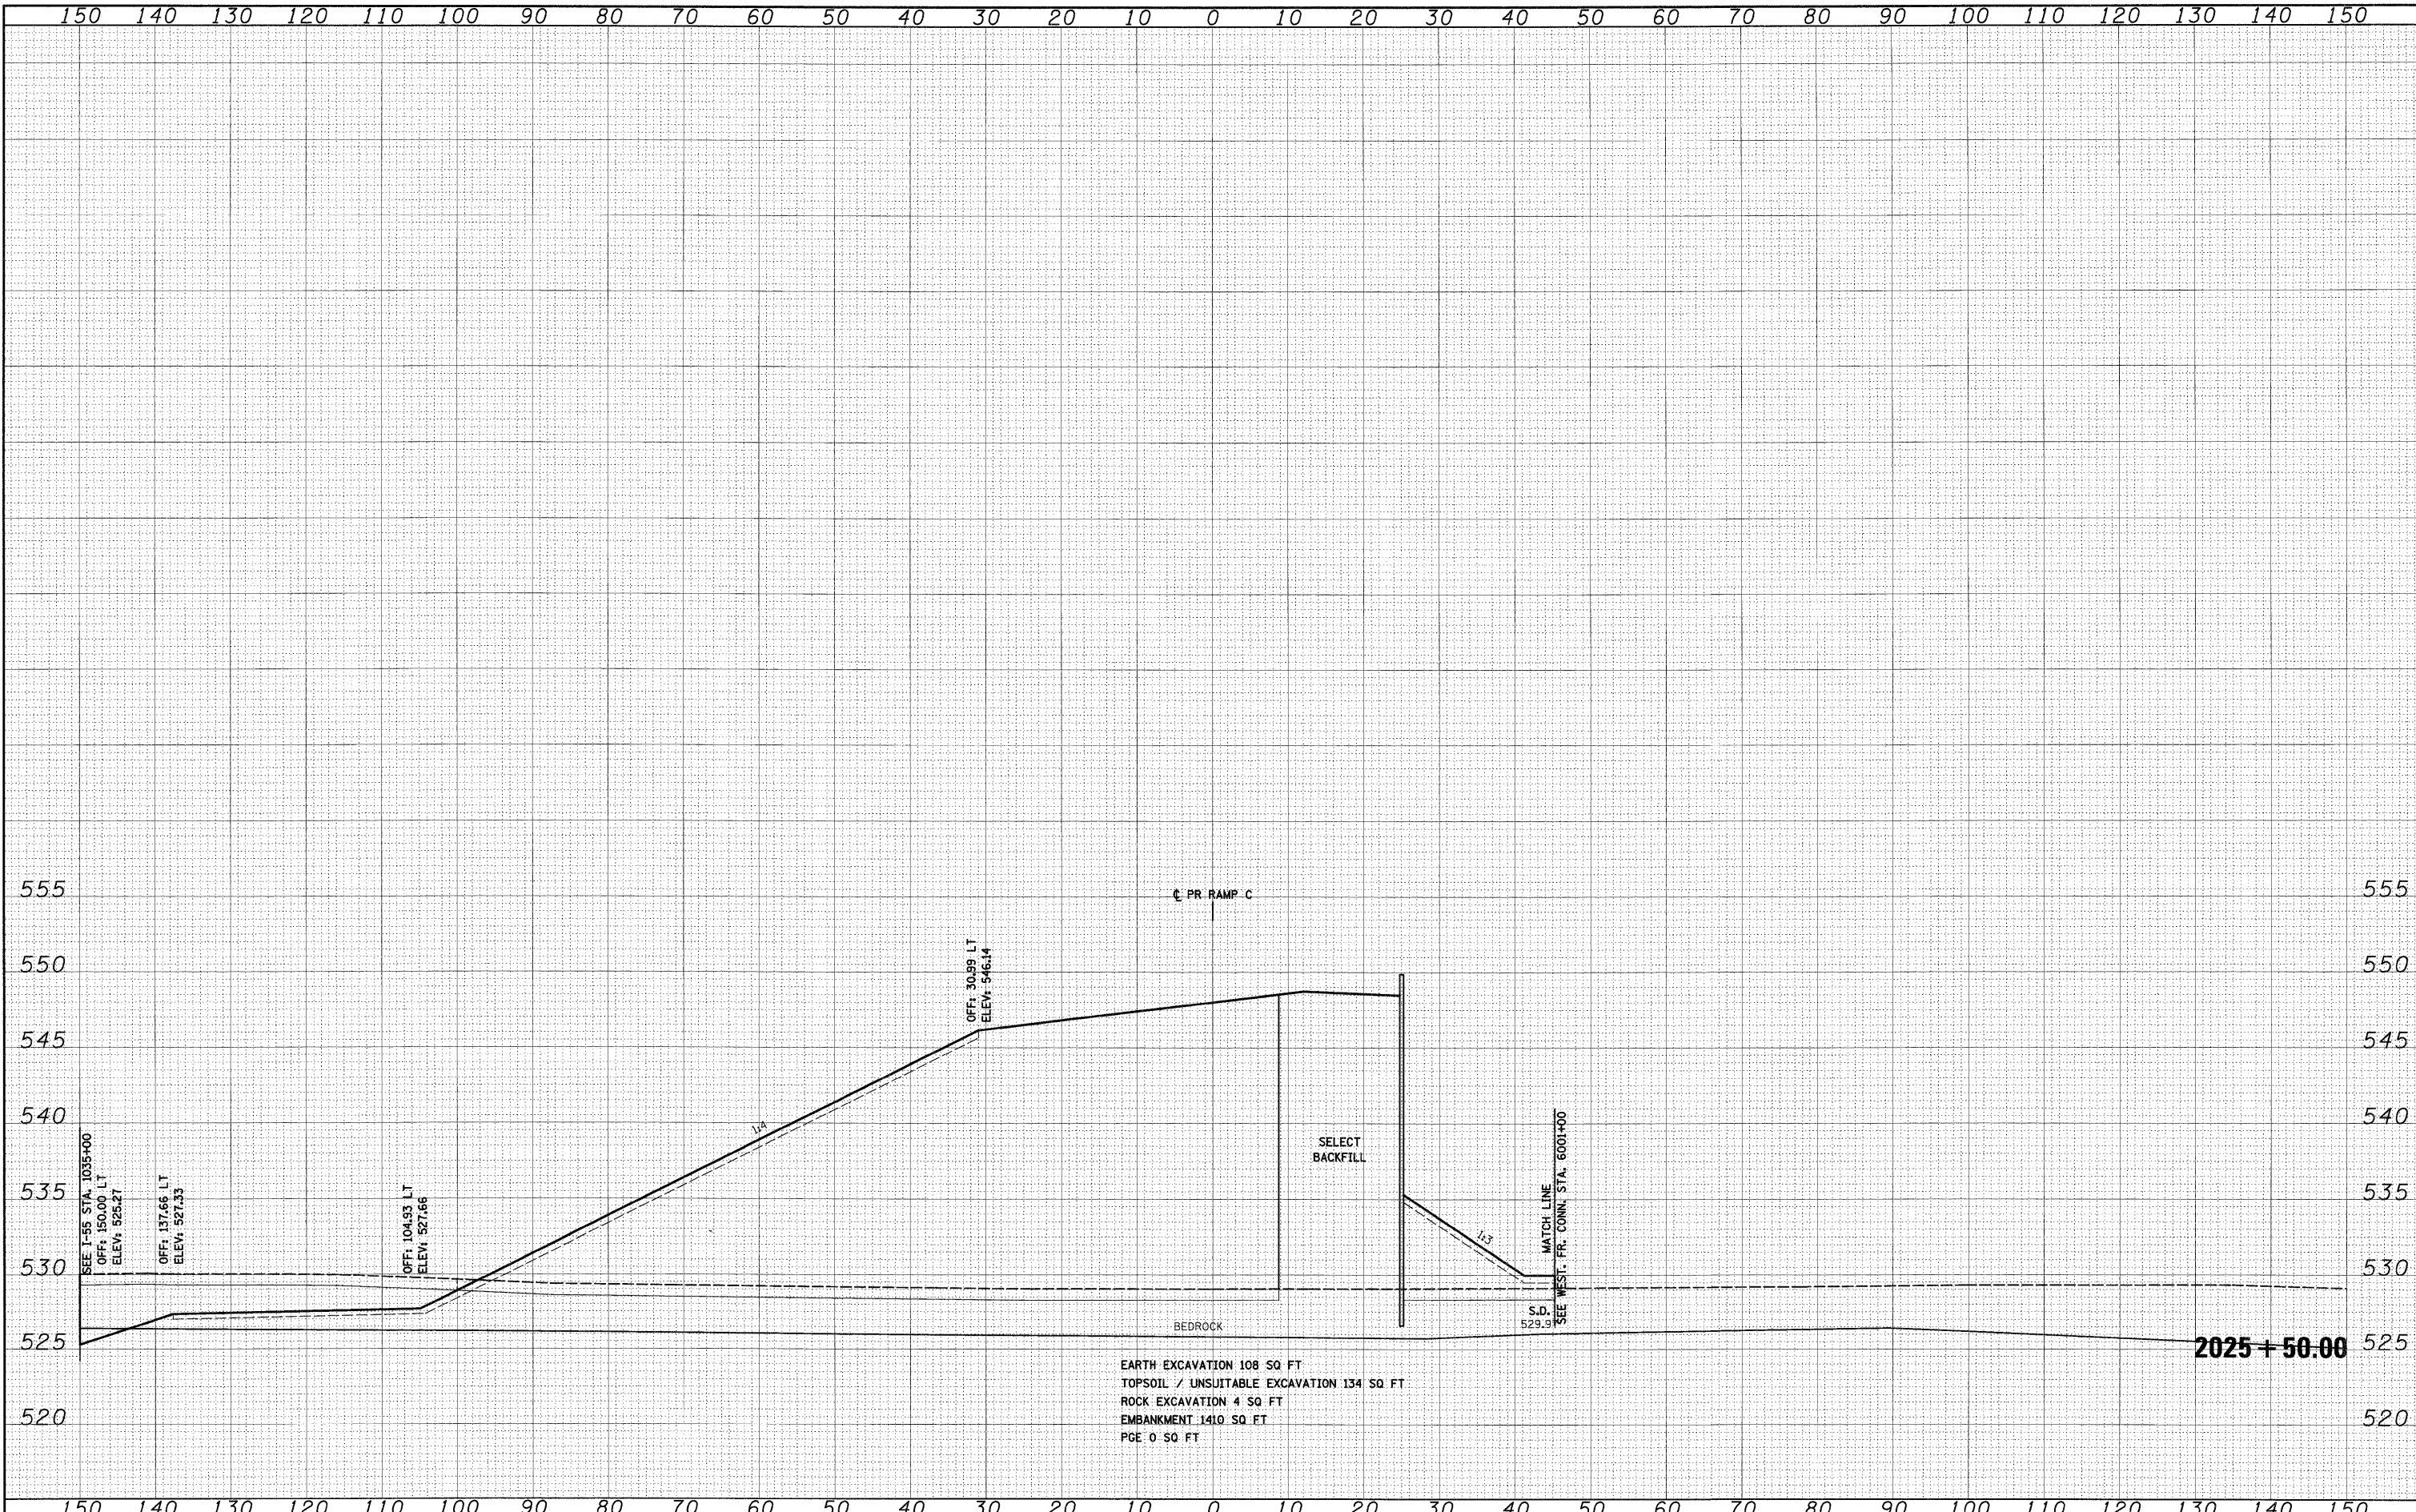 150 140 130 120 110 100 90 80 70 60 50 40 30 20 10 0 10 20 30 40 50 60 70 80 90 100 110 120 130 140 150
555 555
℄ PR RAMP C
550 550
OFF: 30.99 LT
ELEV: 546.14
545 545
540 540
1:4
SELECT
BACKFILL
SEE I-55 STA. 1035+00
OFF: 150.00 LT
ELEV: 525.27
OFF: 137.66 LT
ELEV: 527.33
OFF: 104.93 LT
ELEV: 527.66
535 535
1:3
MATCH LINE
SEE WEST. FR. CONN. STA. 6001+00
530 530
S.D.
529.9
BEDROCK
525 525
2025 + 50.00
EARTH EXCAVATION 108 SQ FT
TOPSOIL / UNSUITABLE EXCAVATION 134 SQ FT
ROCK EXCAVATION 4 SQ FT
EMBANKMENT 1410 SQ FT
PGE 0 SQ FT
520 520
150 140 130 120 110 100 90 80 70 60 50 40 30 20 10 0 10 20 30 40 50 60 70 80 90 100 110 120 130 140 150